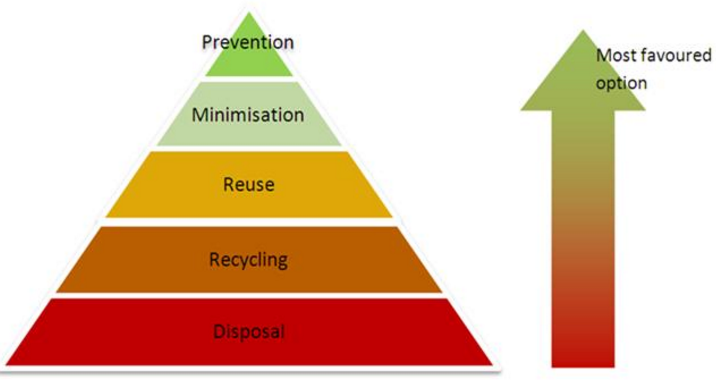 Prevention
Minimisation
Reuse
Recycling
Disposal
Most favoured
option